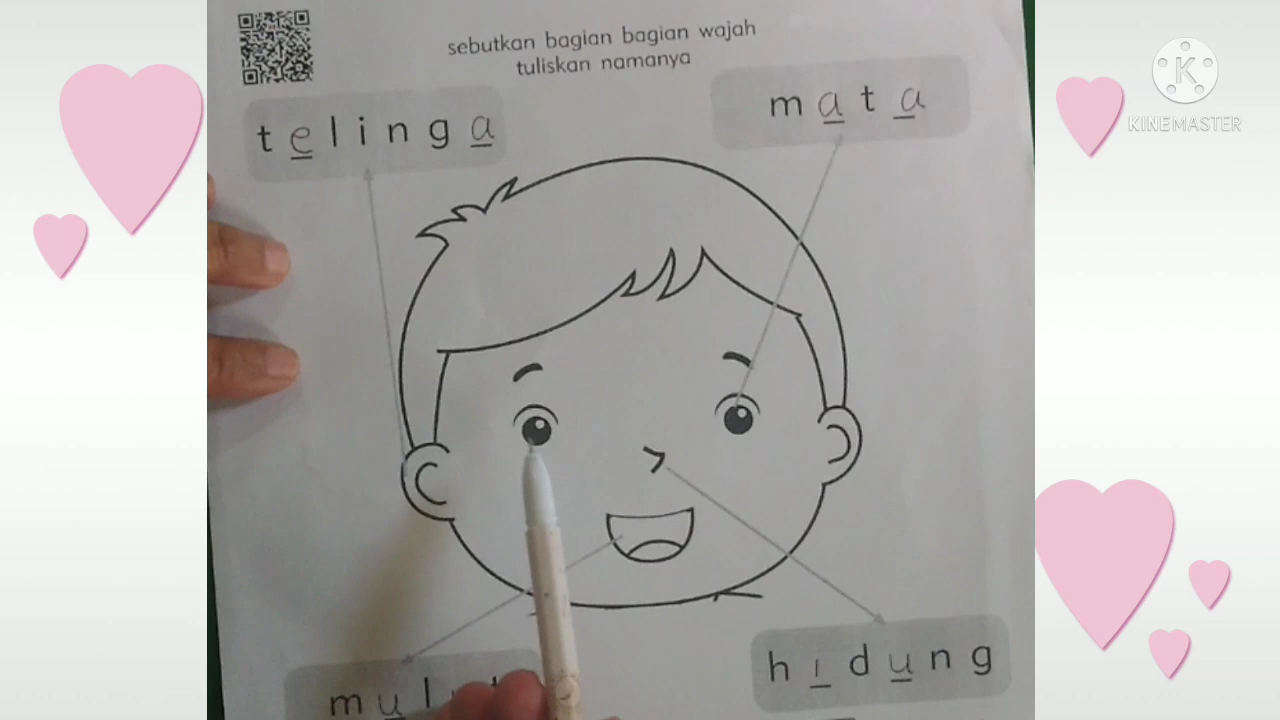 sebutkan bagian bagian wajah
tuliskan namanya
telinga
mata
hidung
KINEMASTER